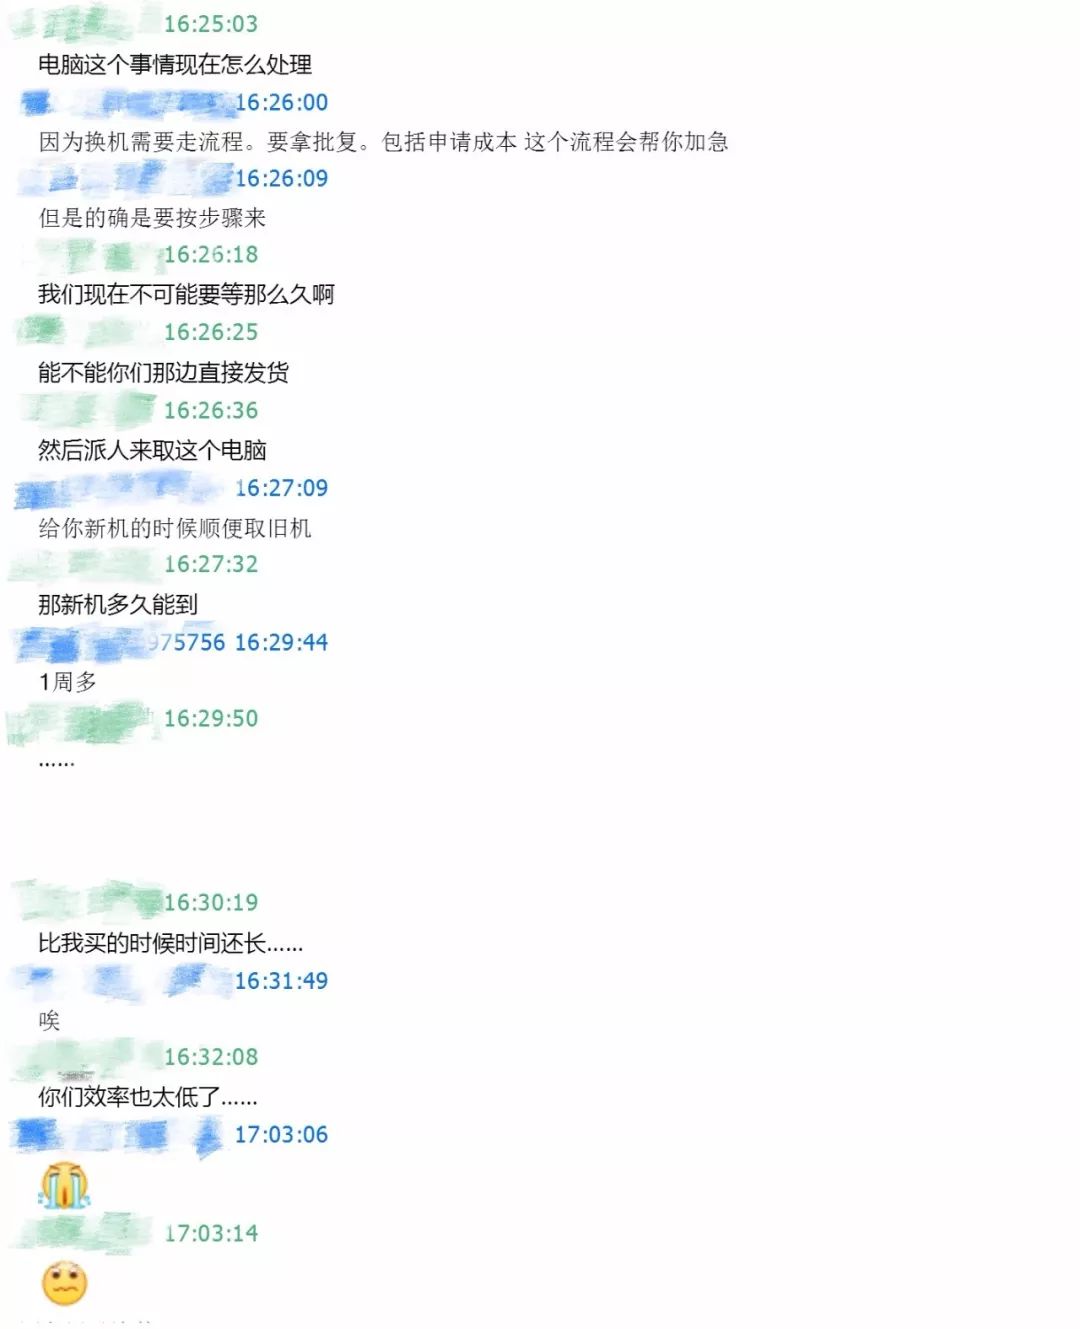 16:25:03
电脑这个事情现在怎么处理
16:26:00
因为换机需要走流程。要拿批复。包括申请成本 这个流程会帮你加急
16:26:09
但是的确是要按步骤来
16:26:18
我们现在不可能要等那么久啊
16:26:25
能不能你们那边直接发货
16:26:36
然后派人来取这个电脑
16:27:09
给你新机的时候顺便取旧机
16:27:32
那新机多久能到
975756 16:29:44
1周多
16:29:50
……
16:30:19
比我买的时候时间还长……
16:31:49
唉
16:32:08
你们效率也太低了……
17:03:06
17:03:14